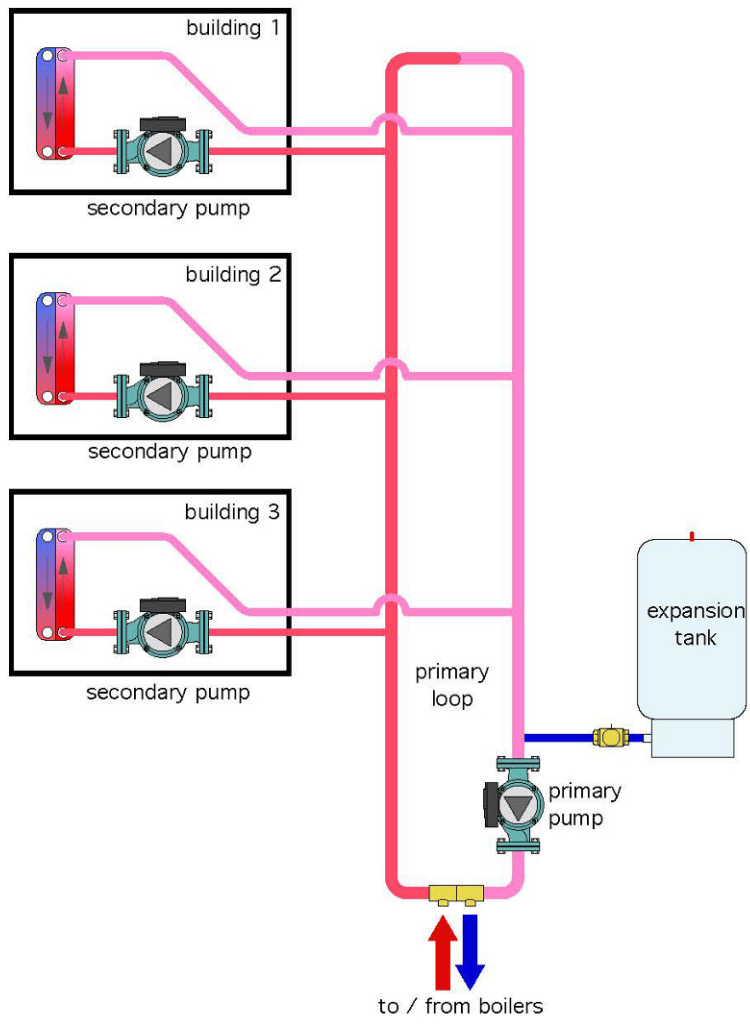 building 1
secondary pump
building 2
secondary pump
building 3
secondary pump
primary
loop
expansion
tank
primary
pump
to / from boilers